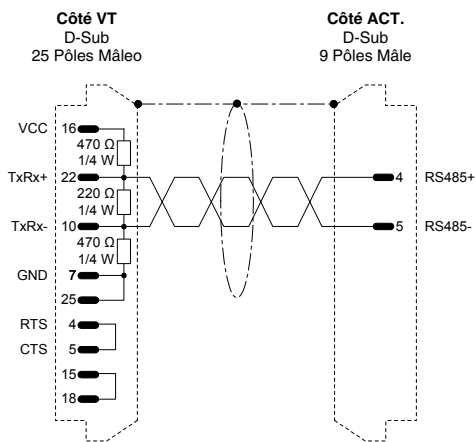 Côté VT
D-Sub
25 Pôles Mâleo
Côté ACT.
D-Sub
9 Pôles Mâle
VCC 16
470 Ω
1/4 W
TxRx+ 22
4 RS485+
220 Ω
1/4 W
TxRx- 10
5 RS485-
470 Ω
1/4 W
GND 7
25
RTS 4
CTS 5
15
18